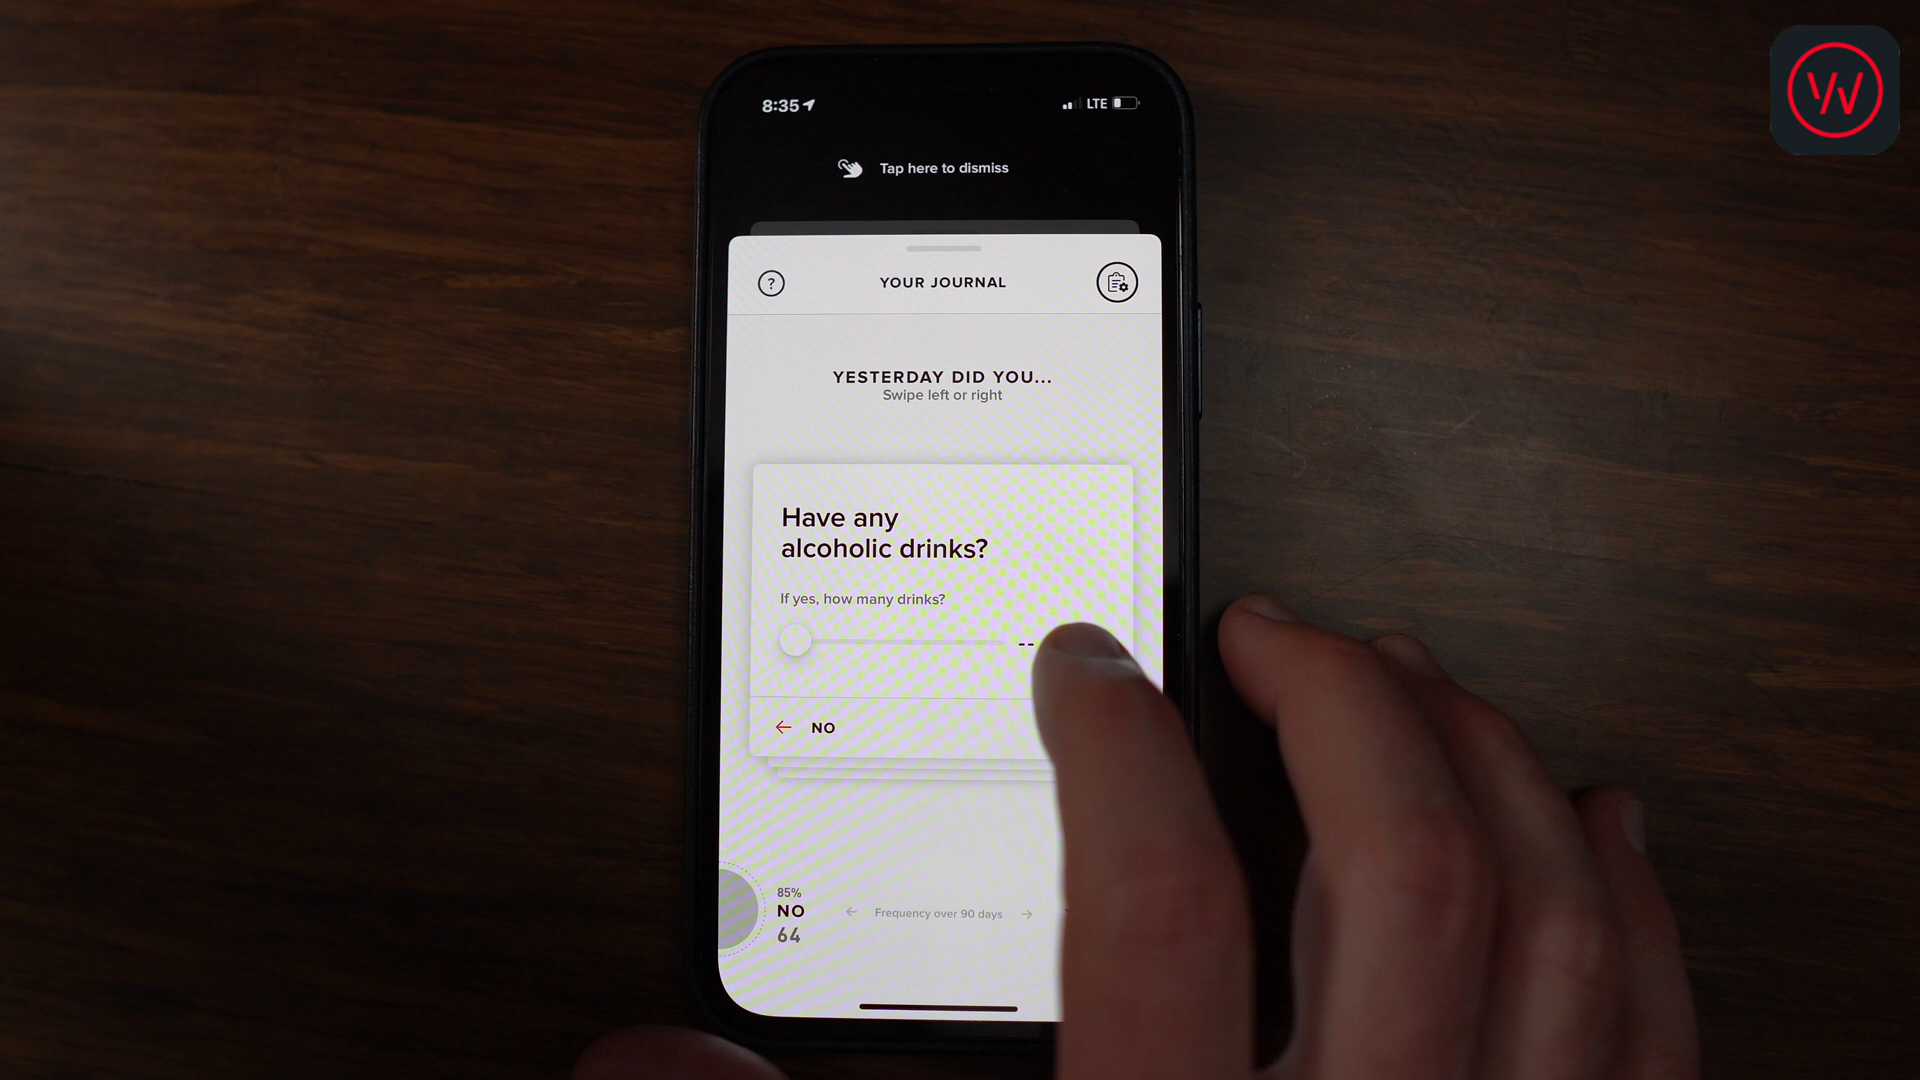 8:35
LTE
Tap here to dismiss
?
YOUR JOURNAL
YESTERDAY DID YOU...
Swipe left or right
Have any
alcoholic drinks?
If yes, how many drinks?
--
← NO
85%
NO
64
← Frequency over 90 days →
W